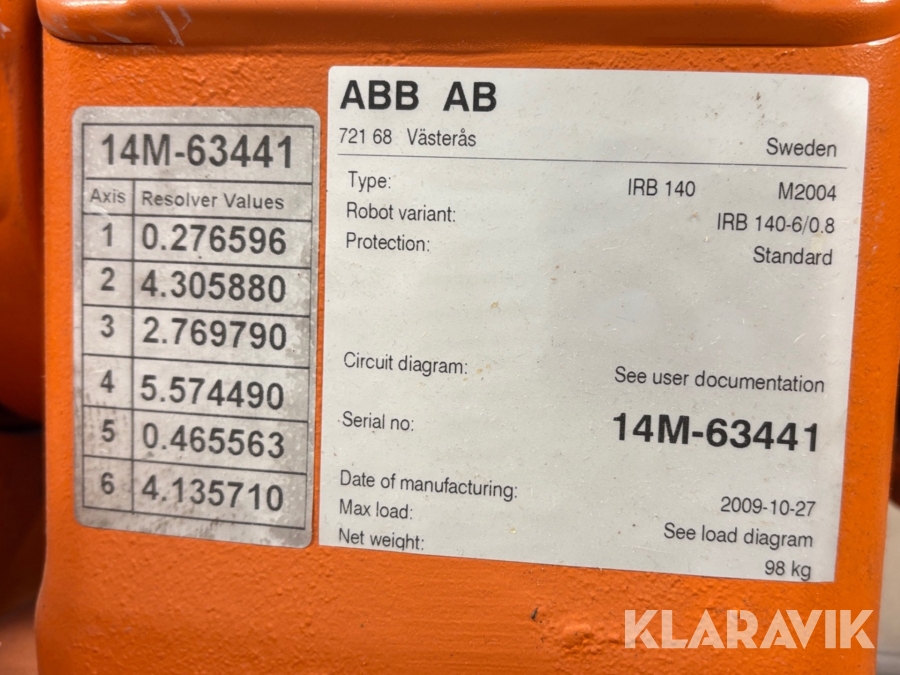 14M-63441
Axis Resolver Values
1 0.276596
2 4.305880
3 2.769790
4 5.574490
5 0.465563
6 4.135710
ABB AB
721 68 Västerås Sweden
Type: IRB 140 M2004
Robot variant: IRB 140-6/0.8
Protection: Standard
Circuit diagram: See user documentation
Serial no: 14M-63441
Date of manufacturing: 2009-10-27
Max load: See load diagram
Net weight: 98 kg
KLARAVIK